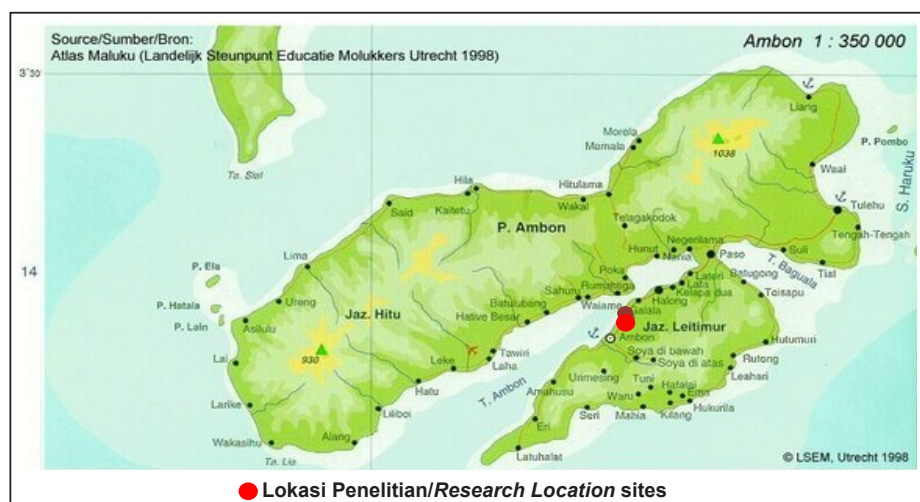 Source/Sumber/Bron:
Atlas Maluku (Landelijk Steunpunt Educatie Molukkers Utrecht 1998)
Ambon 1 : 350 000
3°30'
Liang
Morela
Mamala
1038
P. Pombo
Ta. Sial
Waai
Hila
Hitulama
S. Haruku
Kaitetu
Wakal
Said
Tulehu
Telagakodok
P. Ambon
Tengah-Tengah
Hunut
Negerilama
Nania
Paso
Suli
Lima
T. Baguala
14
Poka
Lateri
Batugong
Tial
P. Ela
Rumahtiga
Lata
Sahuru
Kelapa dua
Toisapu
Ureng
Batulubang
Waiame
Halong
P. Hatala
Hative Besar
Galala
Jaz. Hitu
P. Lain
Asilulu
Jaz. Leitimur
Ambon
Hutumuri
Lai
930
Leke
Tawiri
Laha
Soya di bawah
Soya di atas
Rutong
Leahari
Urimesing
Hatu
T. Ambon
Amahusu
Tuni
Hatalai
Ema
Waru
Larike
Liliboi
Seri
Mahia
Kilang
Hukurila
Eri
Wakasihu
Alang
Latuhalat
Ta. Lia
© LSEM, Utrecht 1998
Lokasi Penelitian/Research Location sites